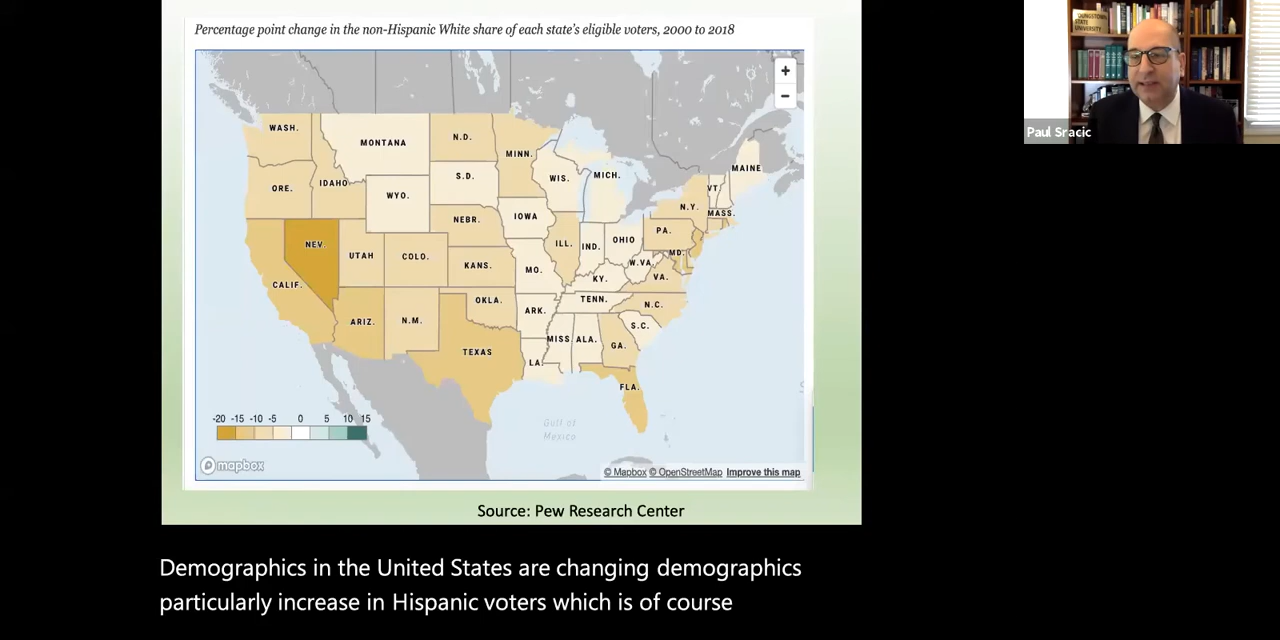 Percentage point change in the non-Hispanic White share of each state's eligible voters, 2000 to 2018
YOUNGSTOWN
STATE
UNIVERSITY
Paul Sracic
+
-
WASH.
MONTANA
N.D.
MINN.
ORE.
IDAHO
WYO.
S.D.
WIS.
MICH.
MAINE
VT
N.Y.
MASS.
NEBR.
IOWA
NEV.
UTAH
COLO.
ILL.
IND.
OHIO
PA.
MD.
CALIF.
KANS.
MO.
KY.
W.VA.
VA.
ARIZ.
N.M.
OKLA.
ARK.
TENN.
N.C.
S.C.
TEXAS
LA.
MISS.
ALA.
GA.
FLA.
Gulf of
Mexico
-20 -15 -10 -5 0 5 10 15
mapbox
© Mapbox © OpenStreetMap Improve this map
Source: Pew Research Center
Demographics in the United States are changing demographics
particularly increase in Hispanic voters which is of course